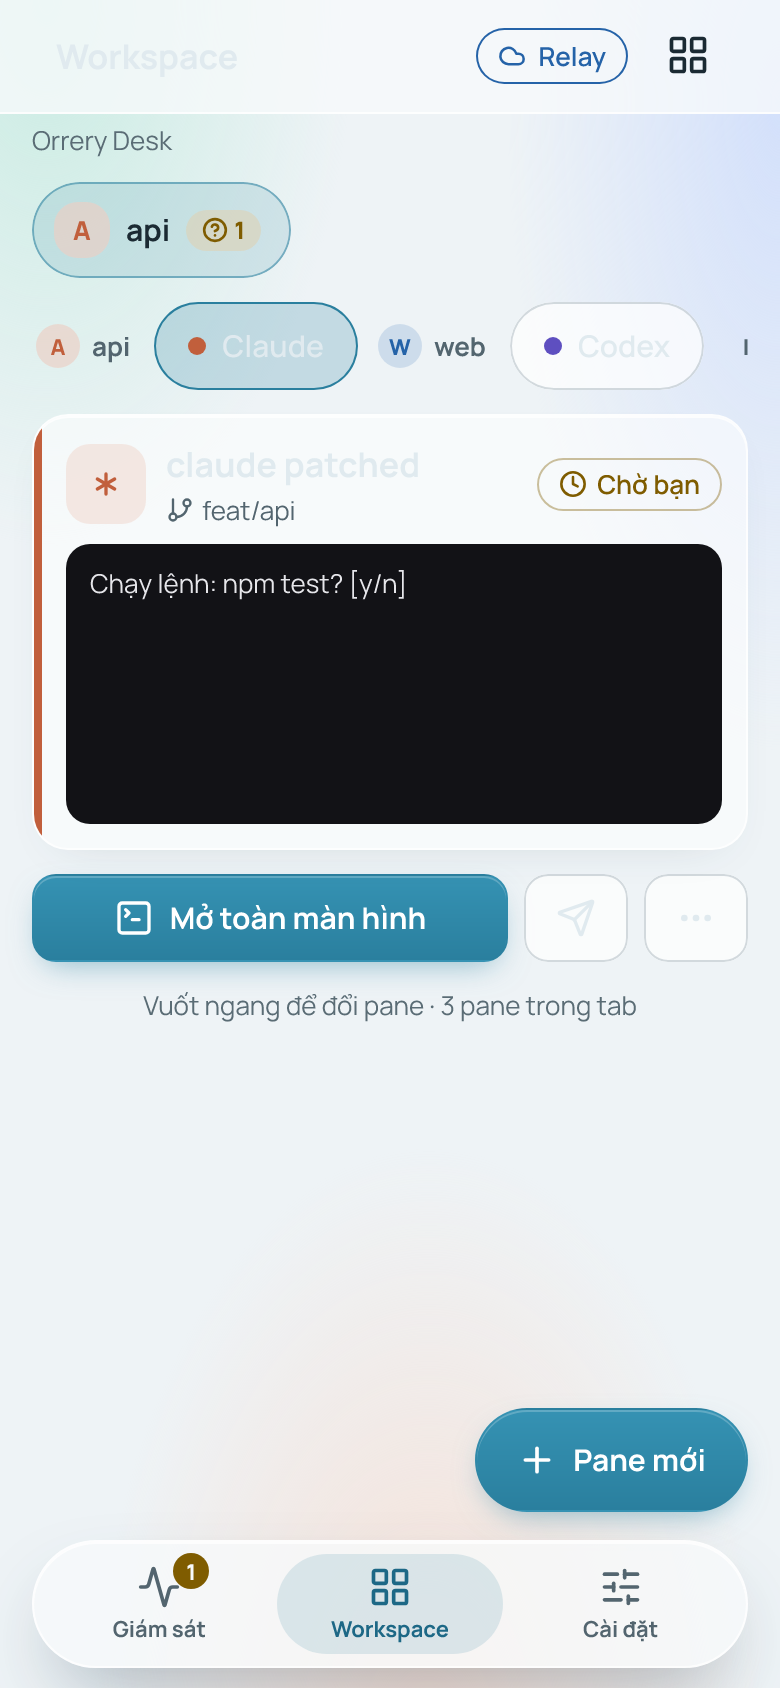 Workspace
Relay
Orrery Desk
A api 1
A api Claude W web Codex
claude patched
feat/api
Chờ bạn
Chạy lệnh: npm test? [y/n]
Mở toàn màn hình
Vuốt ngang để đổi pane · 3 pane trong tab
Pane mới
1
Giám sát Workspace Cài đặt